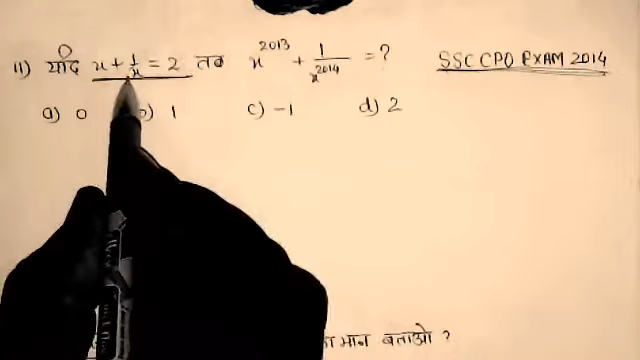 11) यदि x + 1/x = 2 तब x^2013 + 1/x^2014 = ? SSC CPO EXAM 2014
a) 0 b) 1 c) -1 d) 2
मान बताओ ?